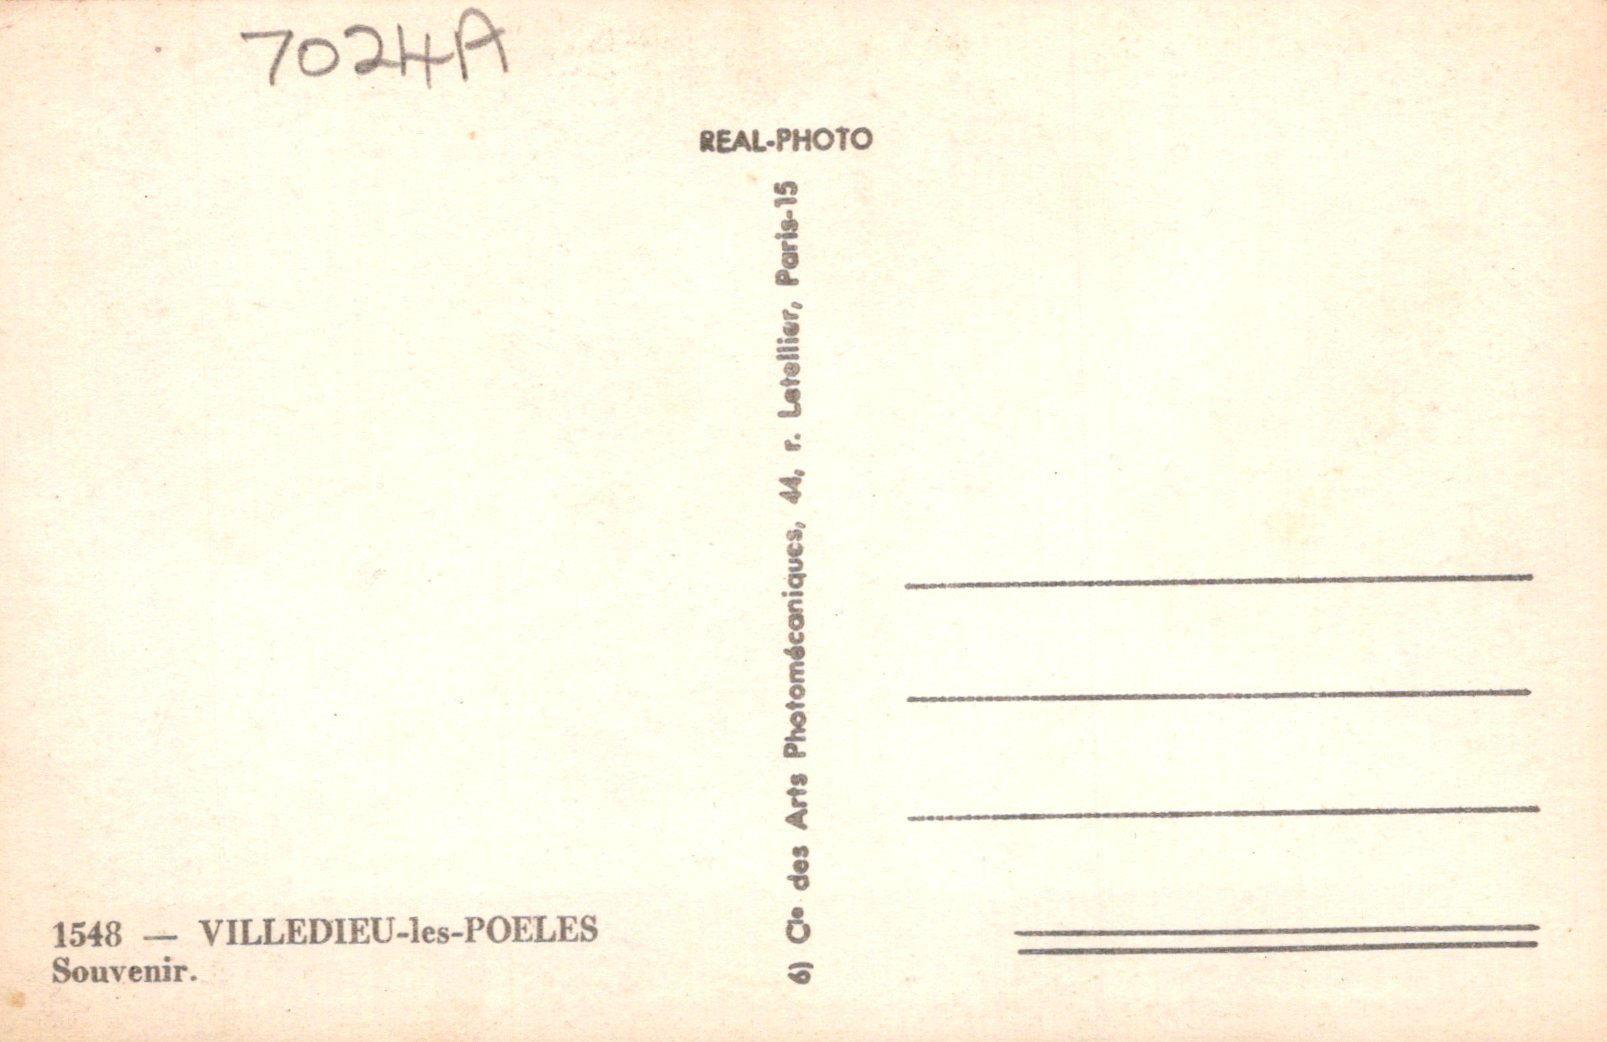 7024A
REAL-PHOTO
6) Cie des Arts Photomécaniques, 44, r. Letellier, Paris-15
1548 — VILLEDIEU-les-POELES
Souvenir.